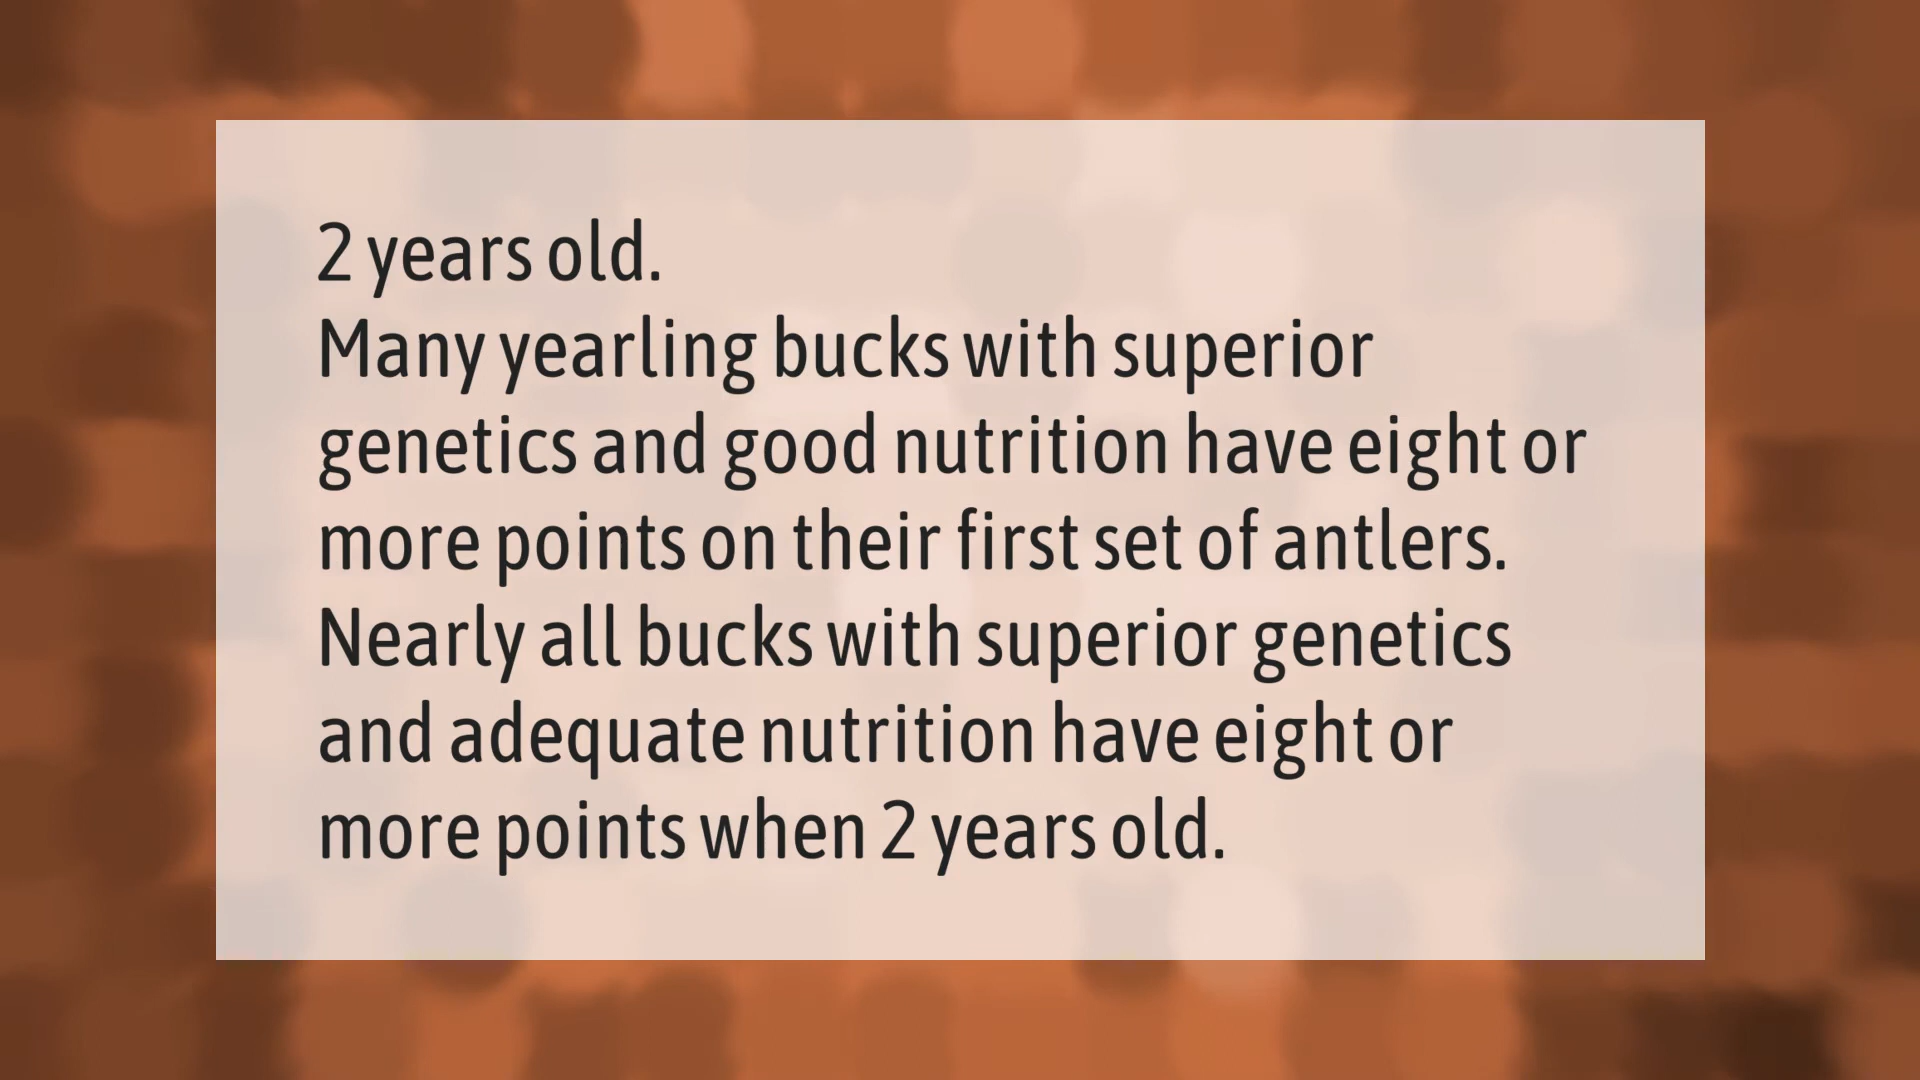 2 years old.
Many yearling bucks with superior
genetics and good nutrition have eight or
more points on their first set of antlers.
Nearly all bucks with superior genetics
and adequate nutrition have eight or
more points when 2 years old.